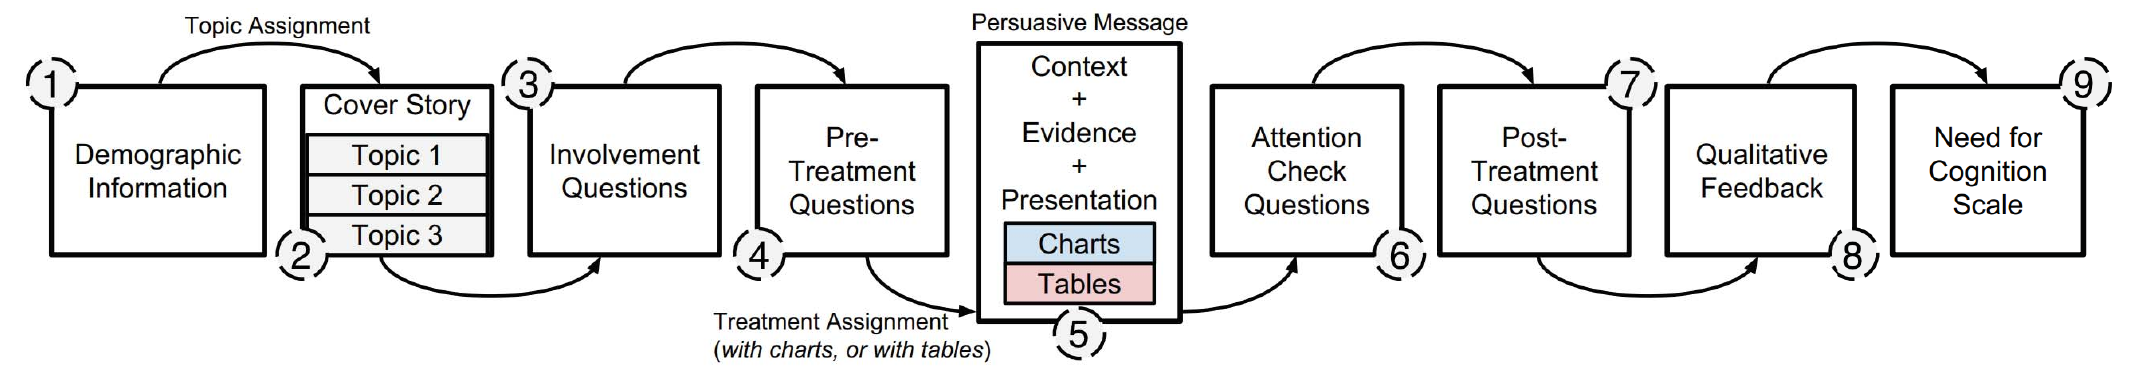 Topic Assignment
1
Demographic
Information
Cover Story
Topic 1
Topic 2
Topic 3
2
3
Involvement
Questions
Pre-
Treatment
Questions
4
Treatment Assignment
(with charts, or with tables)
Persuasive Message
Context
+
Evidence
+
Presentation
Charts
Tables
5
Attention
Check
Questions
6
7
Post-
Treatment
Questions
Qualitative
Feedback
8
9
Need for
Cognition
Scale